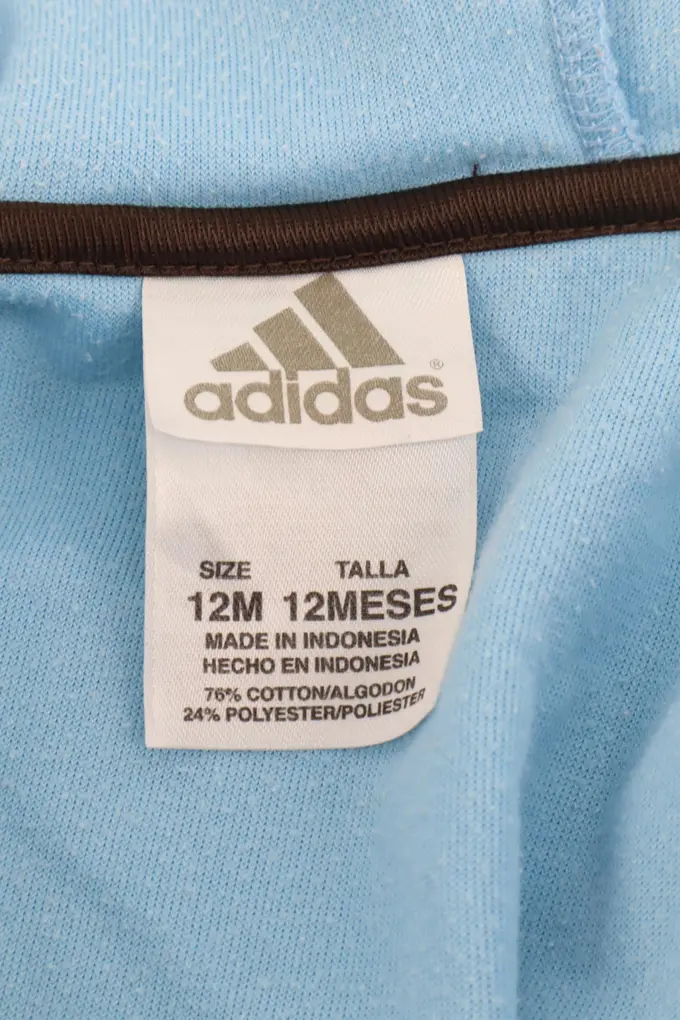 adidas®
SIZE TALLA
12M 12MESES
MADE IN INDONESIA
HECHO EN INDONESIA
76% COTTON/ALGODON
24% POLYESTER/POLIESTER